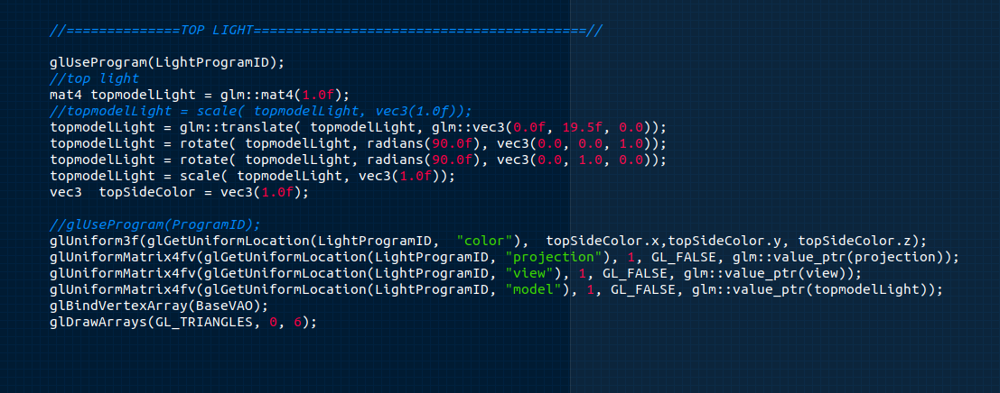 //==============TOP LIGHT=========================================//
glUseProgram(LightProgramID);
//top light
mat4 topmodelLight = glm::mat4(1.0f);
//topmodelLight = scale( topmodelLight, vec3(1.0f));
topmodelLight = glm::translate( topmodelLight, glm::vec3(0.0f, 19.5f, 0.0));
topmodelLight = rotate( topmodelLight, radians(90.0f), vec3(0.0, 0.0, 1.0));
topmodelLight = rotate( topmodelLight, radians(90.0f), vec3(0.0, 1.0, 0.0));
topmodelLight = scale( topmodelLight, vec3(1.0f));
vec3  topSideColor = vec3(1.0f);
//glUseProgram(ProgramID);
glUniform3f(glGetUniformLocation(LightProgramID,  "color"),  topSideColor.x,topSideColor.y, topSideColor.z);
glUniformMatrix4fv(glGetUniformLocation(LightProgramID, "projection"), 1, GL_FALSE, glm::value_ptr(projection));
glUniformMatrix4fv(glGetUniformLocation(LightProgramID, "view"), 1, GL_FALSE, glm::value_ptr(view));
glUniformMatrix4fv(glGetUniformLocation(LightProgramID, "model"), 1, GL_FALSE, glm::value_ptr(topmodelLight));
glBindVertexArray(BaseVAO);
glDrawArrays(GL_TRIANGLES, 0, 6);